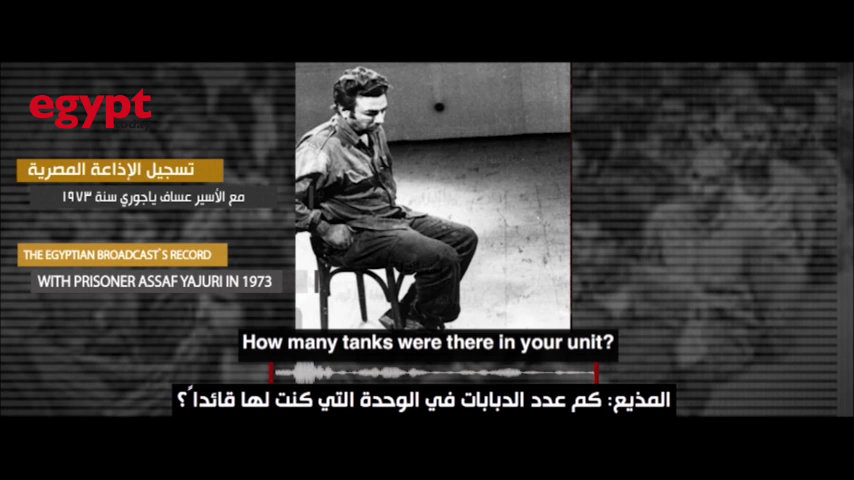 egypt
تسجيل الإذاعة المصرية
مع الأسير عساف ياجوري سنة ١٩٧٣
THE EGYPTIAN BROADCAST`S RECORD
WITH PRISONER ASSAF YAJURI IN 1973
How many tanks were there in your unit?
المذيع: كم عدد الدبابات في الوحدة التي كنت لها قائداً ؟